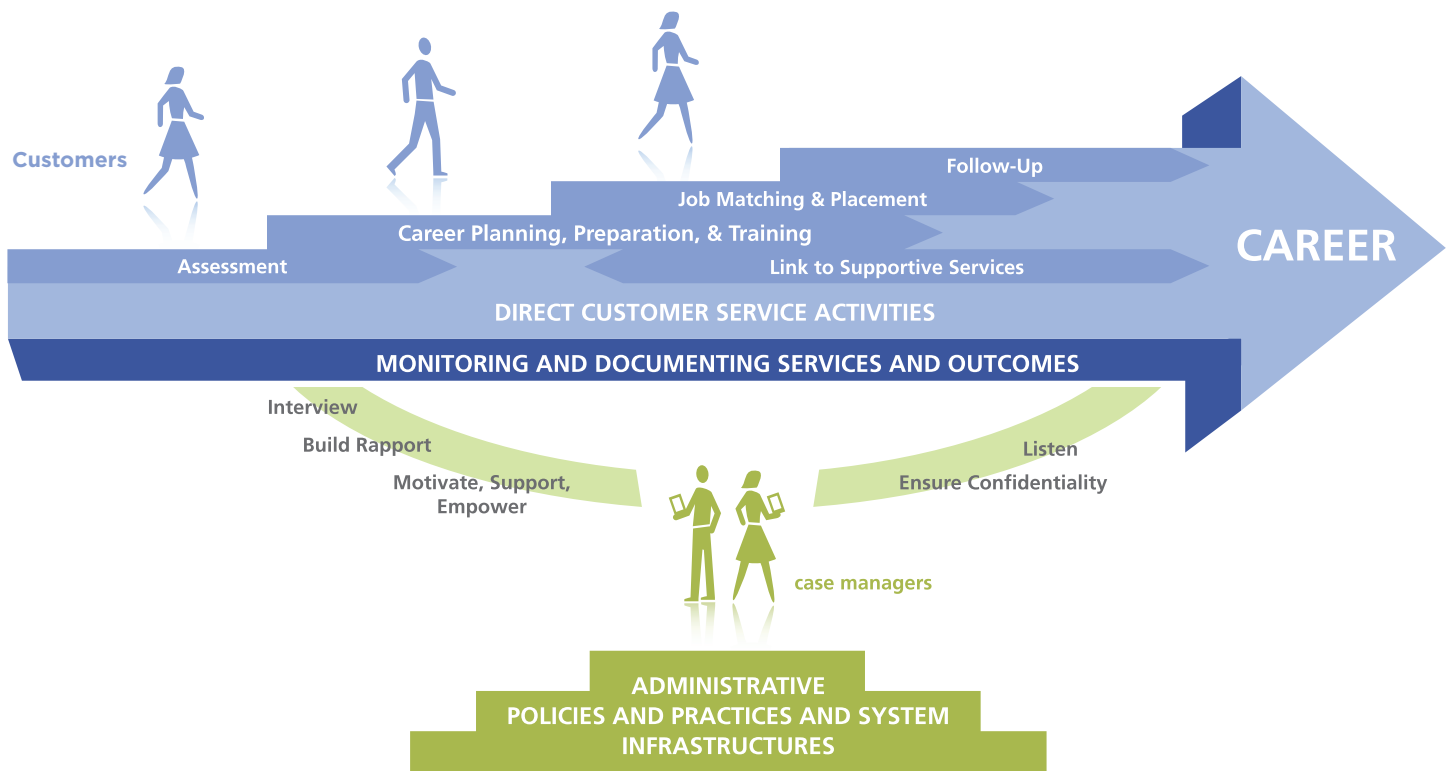 Customers
Follow-Up
Job Matching & Placement
Career Planning, Preparation, & Training
Assessment
Link to Supportive Services
CAREER
DIRECT CUSTOMER SERVICE ACTIVITIES
MONITORING AND DOCUMENTING SERVICES AND OUTCOMES
Interview
Build Rapport
Motivate, Support,
Empower
Listen
Ensure Confidentiality
case managers
ADMINISTRATIVE
POLICIES AND PRACTICES AND SYSTEM
INFRASTRUCTURES